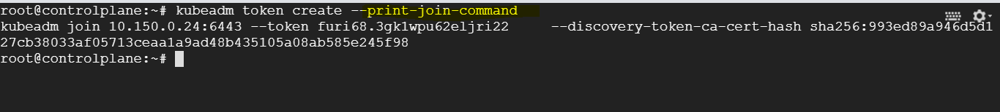 root@controlplane:~# kubeadm token create --print-join-command
kubeadm join 10.150.0.24:6443 --token furi68.3gk1wpu62eljri22     --discovery-token-ca-cert-hash sha256:993ed89a946d5d1
27cb38033af05713ceaa1a9ad48b435105a08ab585e245f98
root@controlplane:~#